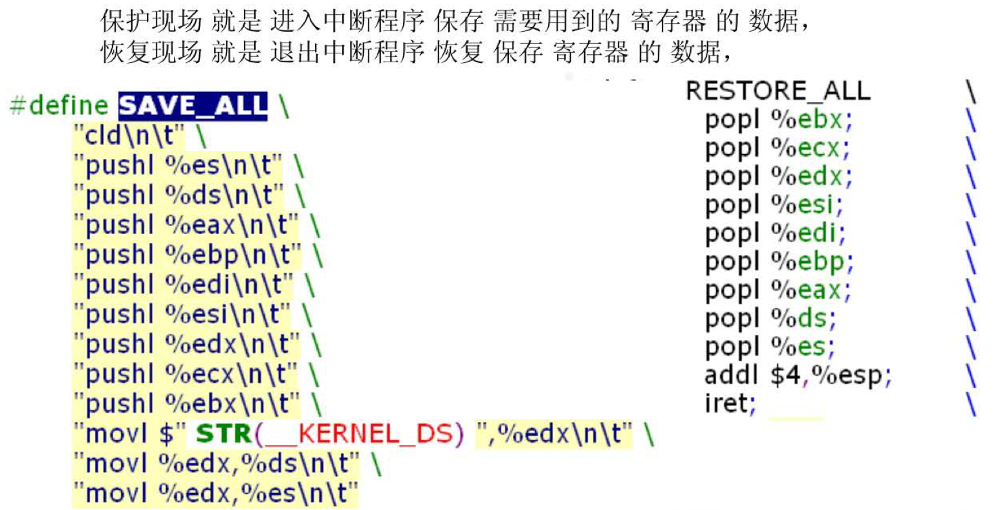 保护现场 就是 进入中断程序 保存 需要用到的 寄存器 的 数据，
恢复现场 就是 退出中断程序 恢复 保存 寄存器 的 数据，
#define SAVE_ALL \
"cld\n\t" \
"pushl %es\n\t" \
"pushl %ds\n\t" \
"pushl %eax\n\t" \
"pushl %ebp\n\t" \
"pushl %edi\n\t" \
"pushl %esi\n\t" \
"pushl %edx\n\t" \
"pushl %ecx\n\t" \
"pushl %ebx\n\t" \
"movl $" STR(__KERNEL_DS) ",%edx\n\t" \
"movl %edx,%ds\n\t" \
"movl %edx,%es\n\t"
RESTORE_ALL \
popl %ebx; \
popl %ecx; \
popl %edx; \
popl %esi; \
popl %edi; \
popl %ebp; \
popl %eax; \
popl %ds; \
popl %es; \
addl $4,%esp; \
iret; \